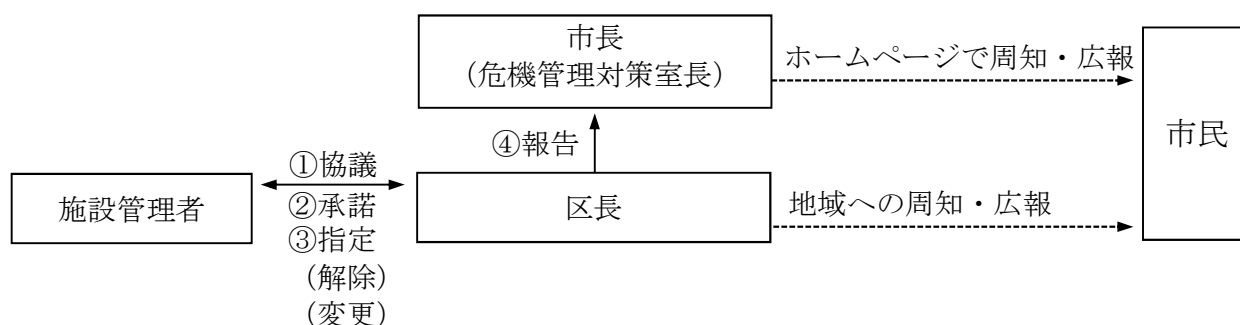 市長
（危機管理対策室長）
ホームページで周知・広報
市民
④報告
①協議
施設管理者
区長
地域への周知・広報
②承諾
③指定
（解除）
（変更）